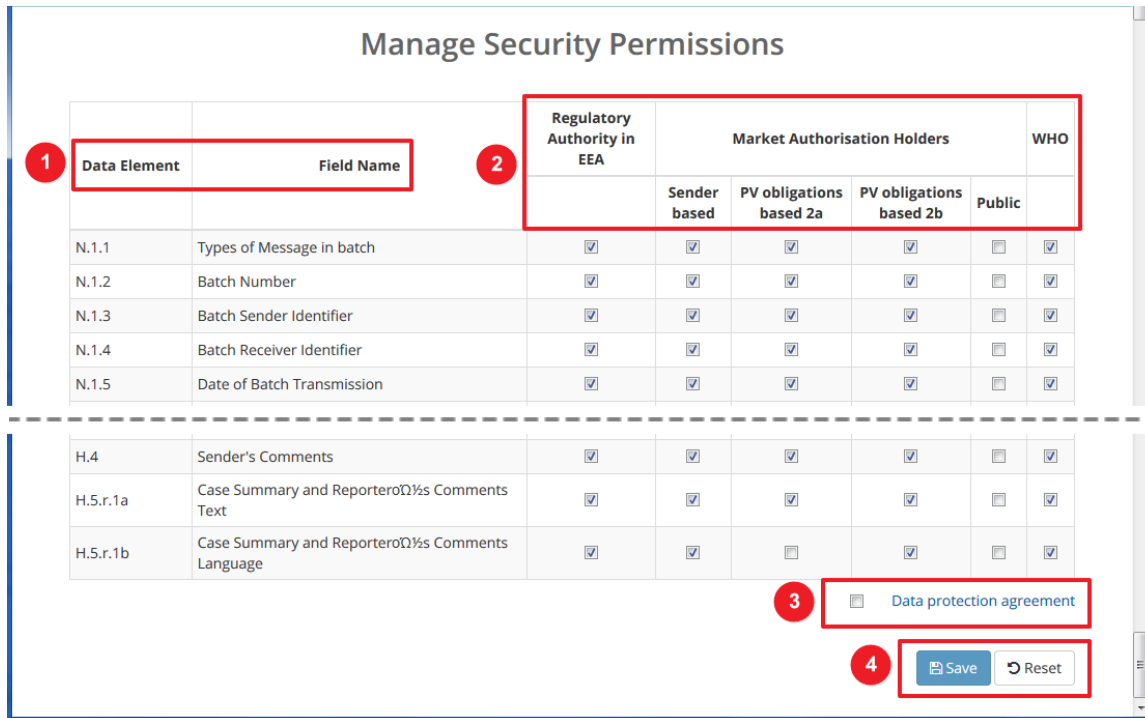 Manage Security Permissions
1
Data Element Field Name
2
Regulatory Authority in EEA Market Authorisation Holders WHO
Sender based PV obligations based 2a PV obligations based 2b Public
N.1.1 Types of Message in batch
N.1.2 Batch Number
N.1.3 Batch Sender Identifier
N.1.4 Batch Receiver Identifier
N.1.5 Date of Batch Transmission
H.4 Sender's Comments
H.5.r.1a Case Summary and ReporteroΏ½s Comments Text
H.5.r.1b Case Summary and ReporteroΏ½s Comments Language
3 Data protection agreement
4 Save Reset